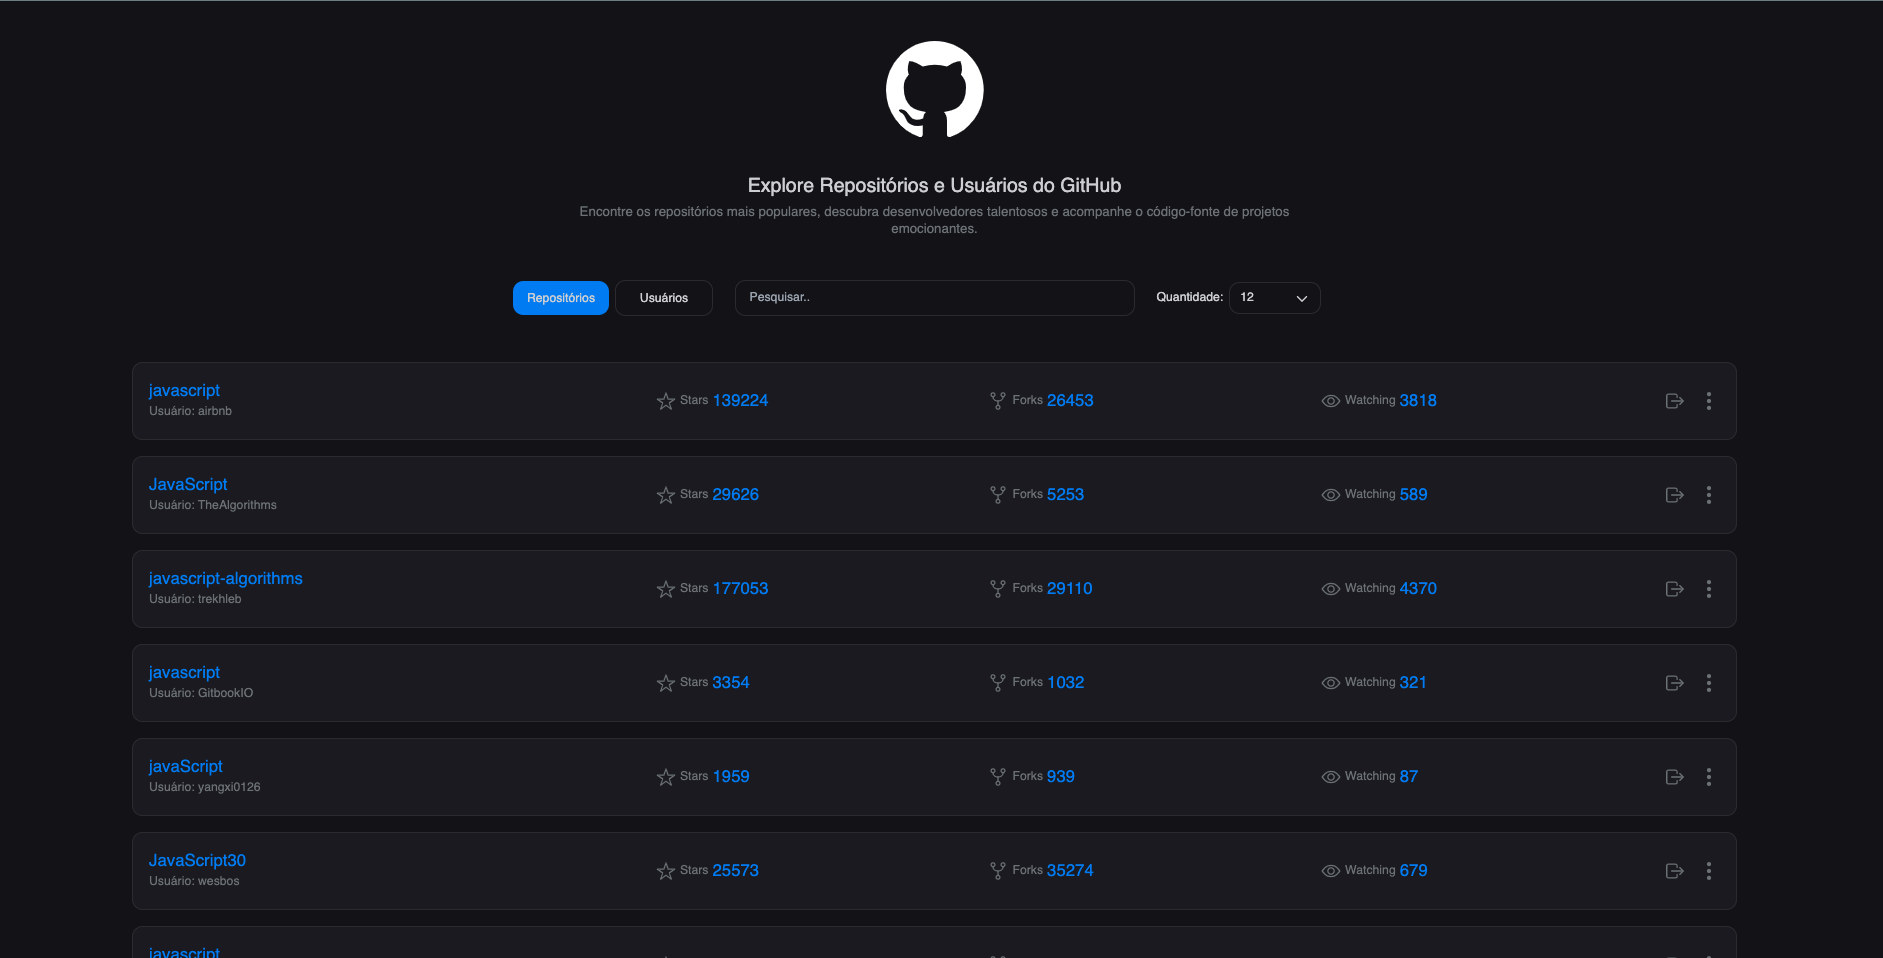 Explore Repositórios e Usuários do GitHub
Encontre os repositórios mais populares, descubra desenvolvedores talentosos e acompanhe o código-fonte de projetos
emocionantes.
Repositórios Usuários Pesquisar.. Quantidade: 12
javascript
Usuário: airbnb
Stars 139224 Forks 26453 Watching 3818
JavaScript
Usuário: TheAlgorithms
Stars 29626 Forks 5253 Watching 589
javascript-algorithms
Usuário: trekhleb
Stars 177053 Forks 29110 Watching 4370
javascript
Usuário: GitbookIO
Stars 3354 Forks 1032 Watching 321
javaScript
Usuário: yangxi0126
Stars 1959 Forks 939 Watching 87
JavaScript30
Usuário: wesbos
Stars 25573 Forks 35274 Watching 679
javascript